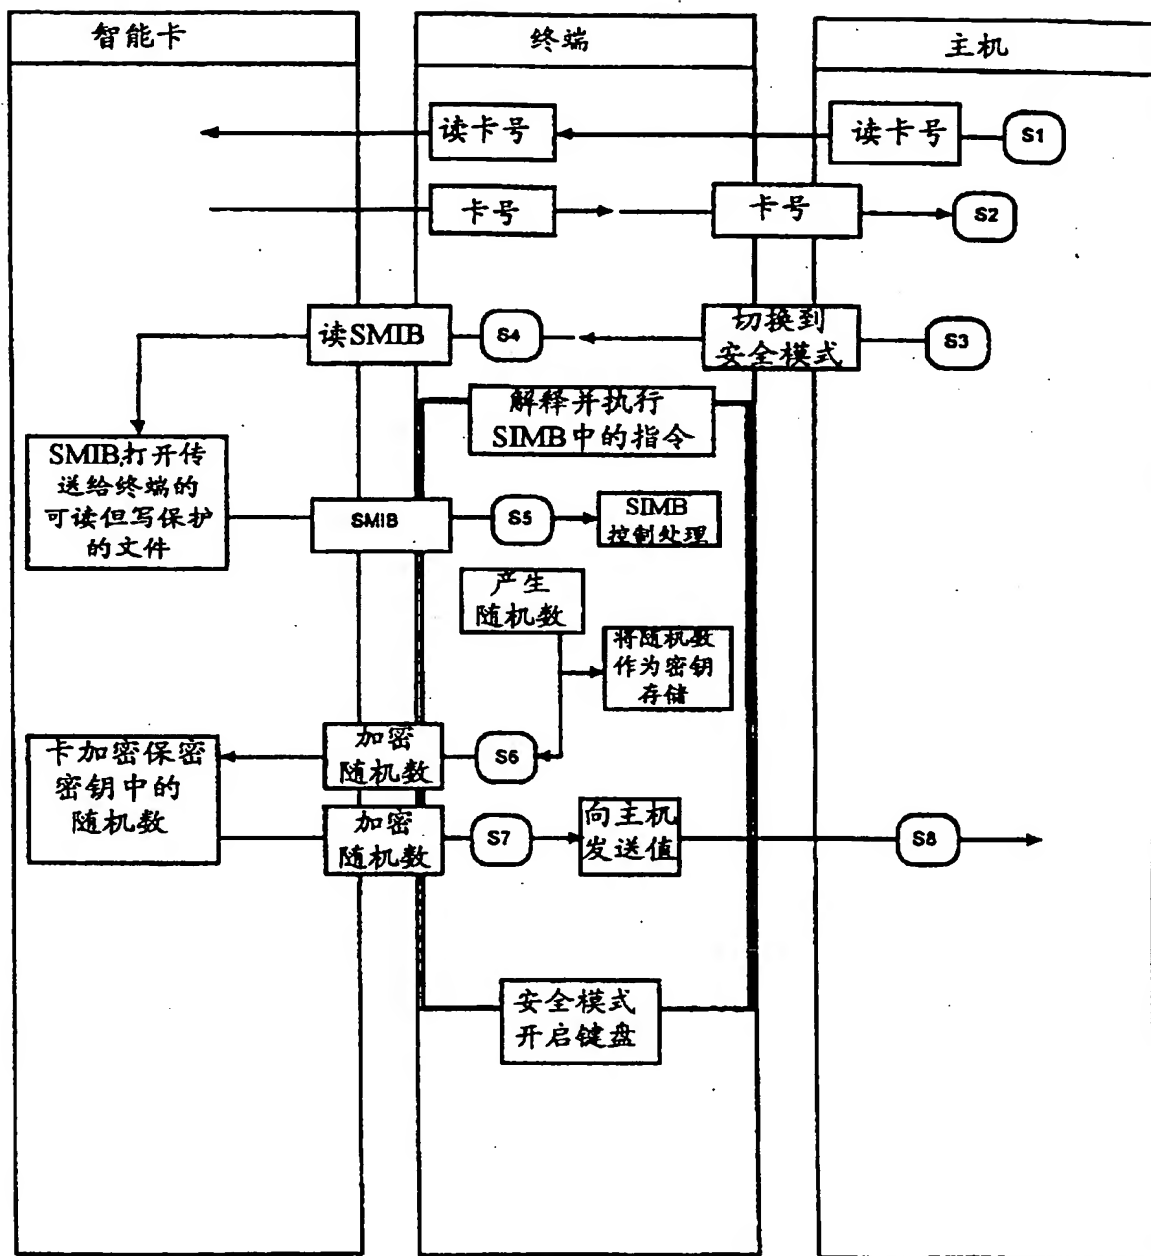 智能卡
终端
主机
读卡号
读卡号
S1
卡号
卡号
S2
读SMIB
S4
切换到
安全模式
S3
解释并执行
SIMB中的指令
SMIB,打开传
送给终端的
可读但写保护
的文件
SMIB
S5
SIMB
控制处理
产生
随机数
将随机数
作为密钥
存储
卡加密保密
密钥中的
随机数
加密
随机数
S6
加密
随机数
S7
向主机
发送值
S8
安全模式
开启键盘